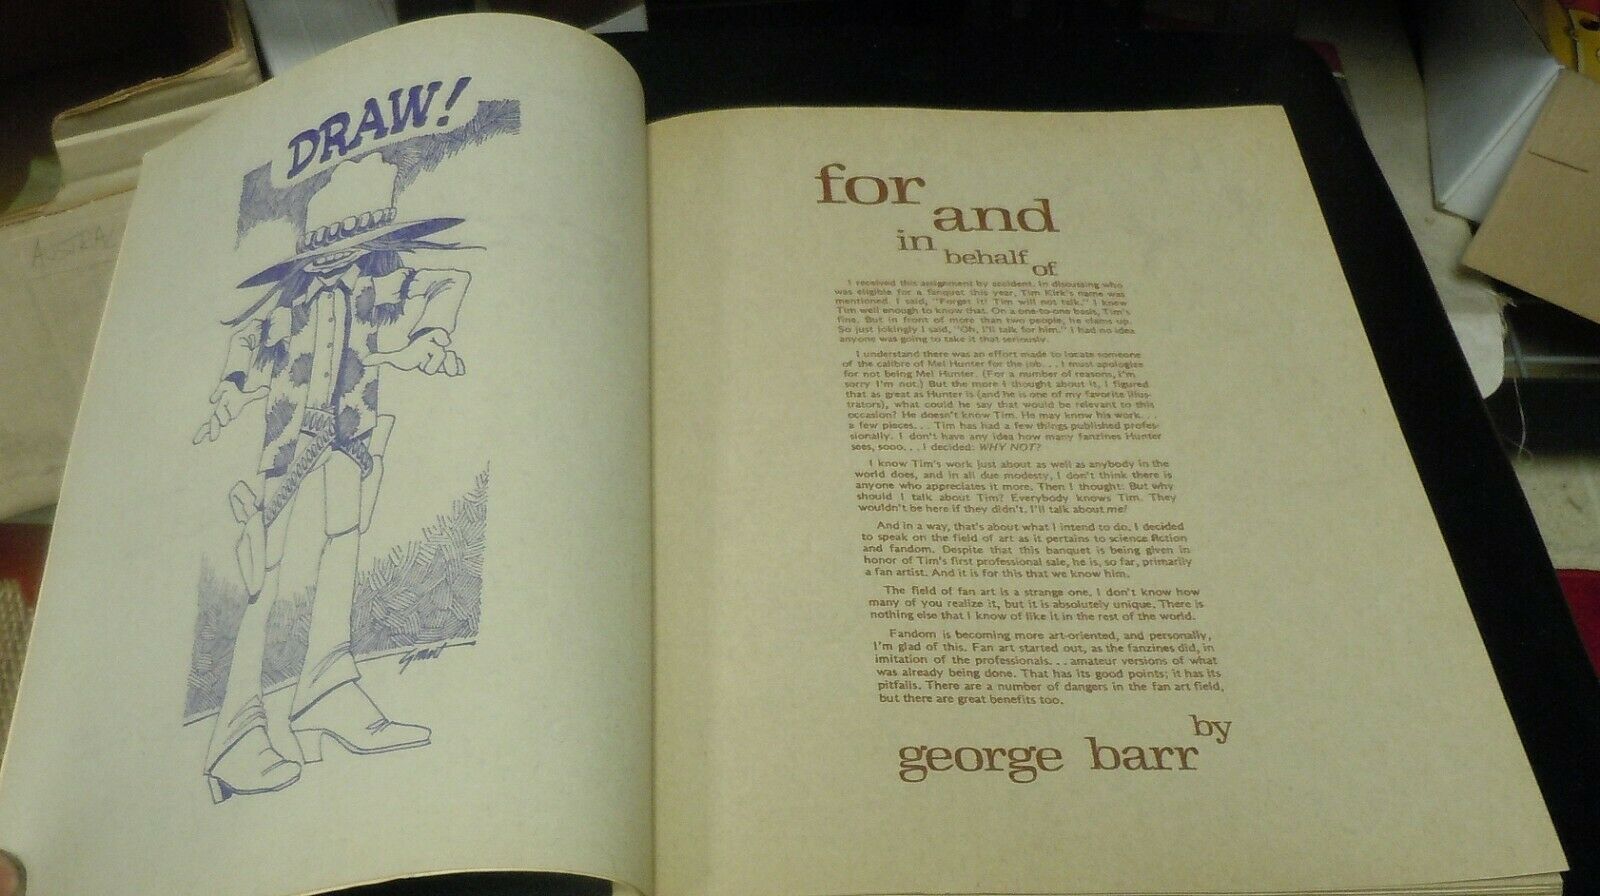 DRAW!
Grant
for
and
in
behalf
of
I received this assignment by accident. In discussing who
was eligible for a fanquet this year, Tim Kirk's name was
mentioned. I said, "Forget it! Tim will not talk." I knew
Tim well enough to know that. On a one-to-one basis, Tim's
fine. But in front of more than two people, he clams up.
So just jokingly I said, "Oh, I'll talk for him." I had no idea
anyone was going to take it that seriously.
I understand there was an effort made to locate someone
of the calibre of Mel Hunter for the job. . . I must apologize
for not being Mel Hunter. (For a number of reasons, I'm
sorry I'm not.) But the more I thought about it, I figured
that as great as Hunter is (and he is one of my favorite illus-
trators), what could he say that would be relevant to this
occasion? He doesn't know Tim. He may know his work. . .
a few pieces. . . Tim has had a few things published profes-
sionally. I don't have any idea how many fanzines Hunter
sees, sooo. . . I decided: WHY NOT?
I know Tim's work just about as well as anybody in the
world does, and in all due modesty, I don't think there is
anyone who appreciates it more. Then I thought: But why
should I talk about Tim? Everybody knows Tim. They
wouldn't be here if they didn't. I'll talk about me!
And in a way, that's about what I intend to do. I decided
to speak on the field of art as it pertains to science fiction
and fandom. Despite that this banquet is being given in
honor of Tim's first professional sale, he is, so far, primarily
a fan artist. And it is for this that we know him.
The field of fan art is a strange one. I don't know how
many of you realize it, but it is absolutely unique. There is
nothing else that I know of like it in the rest of the world.
Fandom is becoming more art-oriented, and personally,
I'm glad of this. Fan art started out, as the fanzines did, in
imitation of the professionals. . . amateur versions of what
was already being done. That has its good points; it has its
pitfalls. There are a number of dangers in the fan art field,
but there are great benefits too.
by
george barr